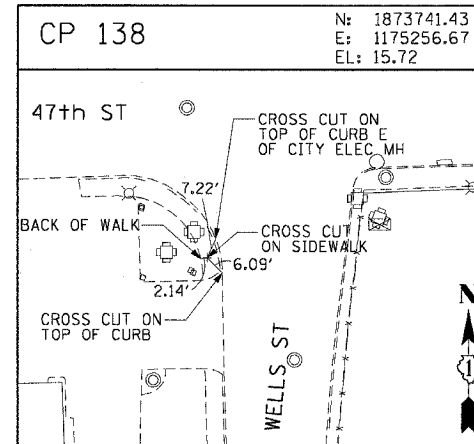 CP 138
N: 1873741.43
E: 1175256.67
EL: 15.72
47th ST
CROSS CUT ON
TOP OF CURB E
OF CITY ELEC MH
7.22'
BACK OF WALK
CROSS CUT
ON SIDEWALK
6.09'
2.14'
CROSS CUT ON
TOP OF CURB
WELLS ST
N
1